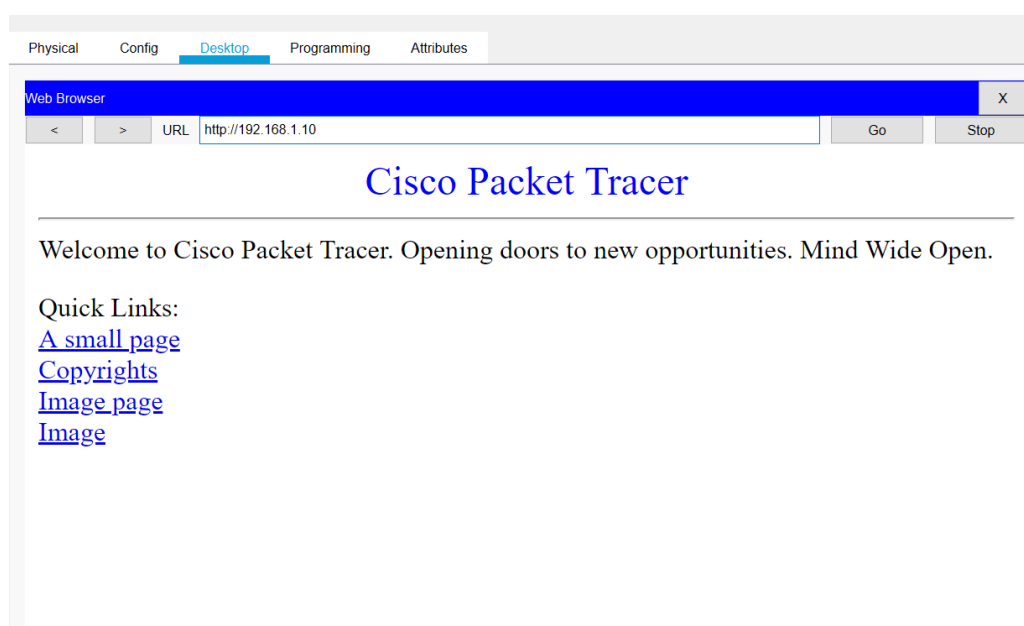 Physical Config Desktop Programming Attributes
Web Browser X
< > URL http://192.168.1.10 Go Stop
Cisco Packet Tracer
Welcome to Cisco Packet Tracer. Opening doors to new opportunities. Mind Wide Open.
Quick Links:
A small page
Copyrights
Image page
Image